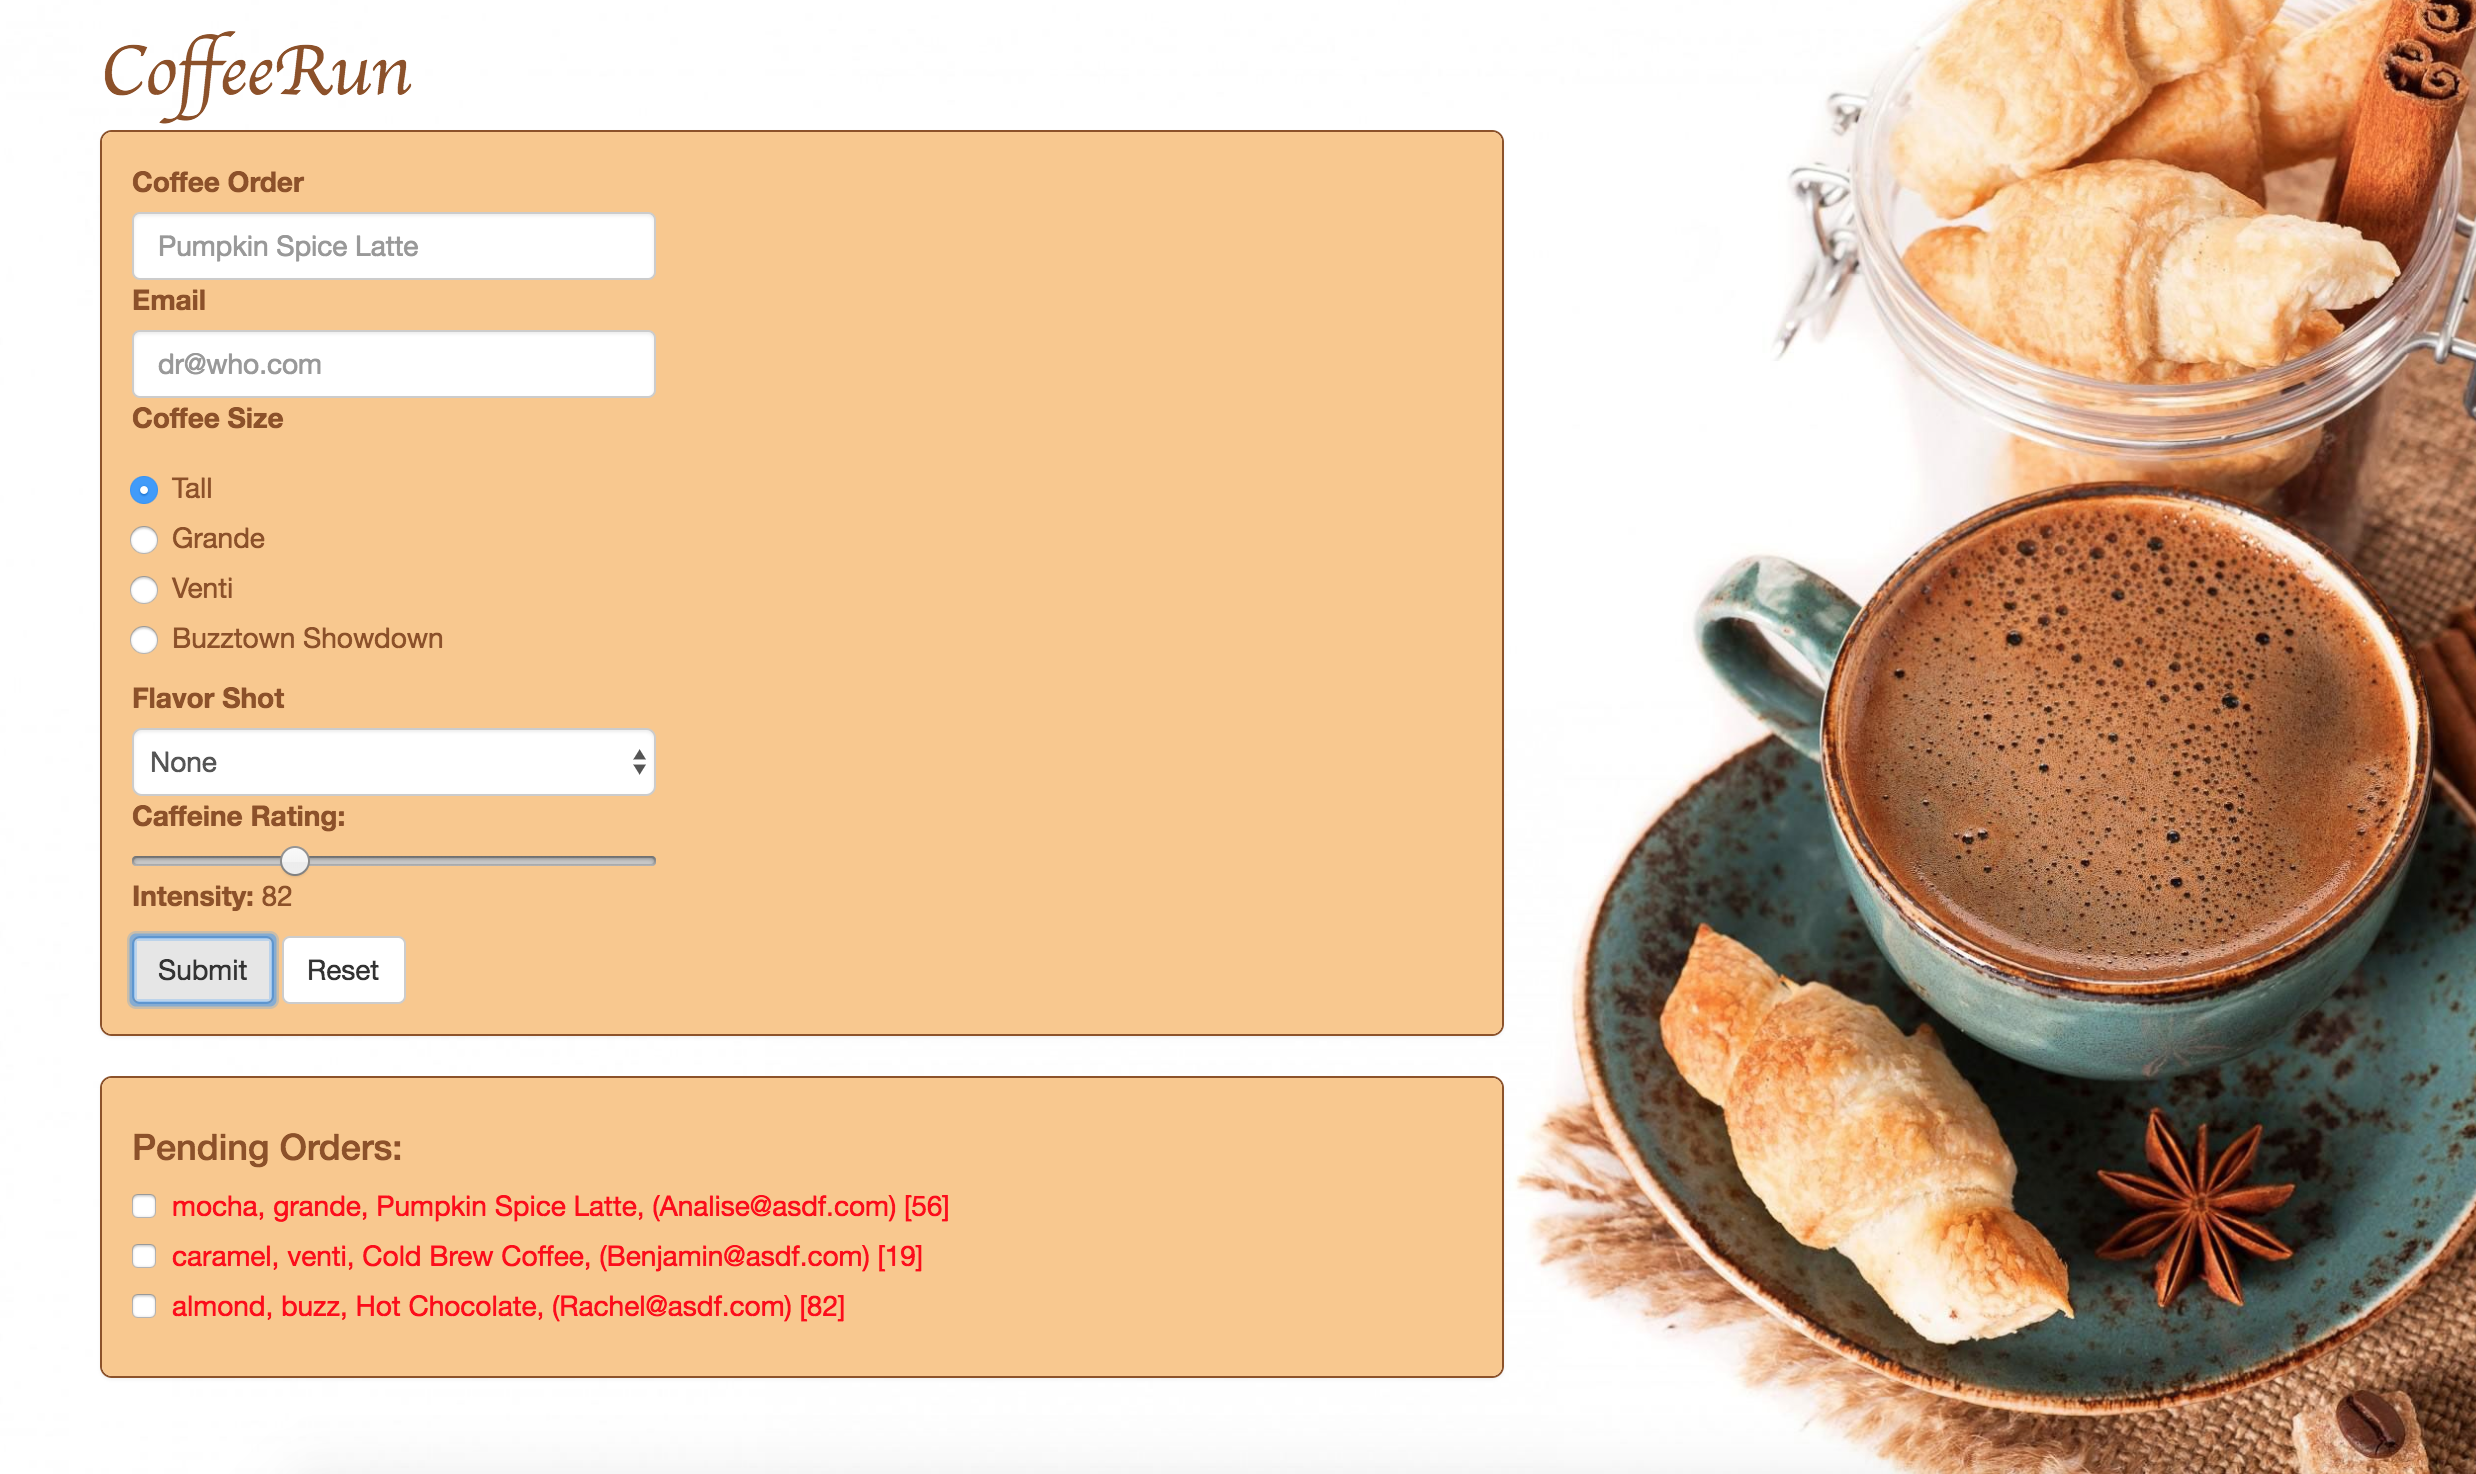 CoffeeRun
Coffee Order
Pumpkin Spice Latte
Email
dr@who.com
Coffee Size
Tall
Grande
Venti
Buzztown Showdown
Flavor Shot
None
Caffeine Rating:
Intensity: 82
Submit Reset
Pending Orders:
mocha, grande, Pumpkin Spice Latte, (Analise@asdf.com) [56]
caramel, venti, Cold Brew Coffee, (Benjamin@asdf.com) [19]
almond, buzz, Hot Chocolate, (Rachel@asdf.com) [82]